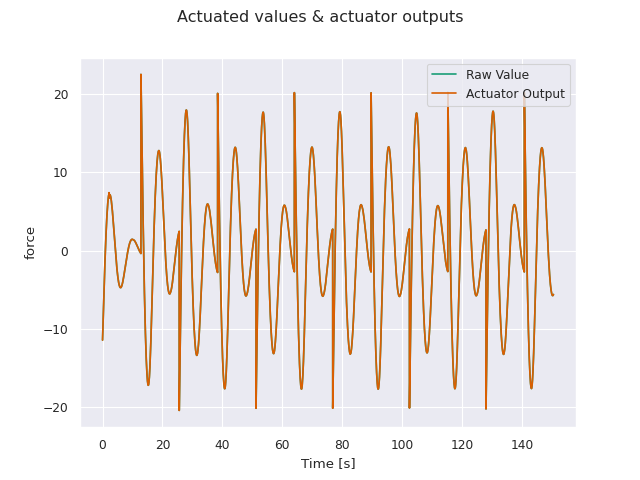 Actuated values & actuator outputs
Raw Value
Actuator Output
force
20
10
0
−10
−20
0 20 40 60 80 100 120 140
Time [s]